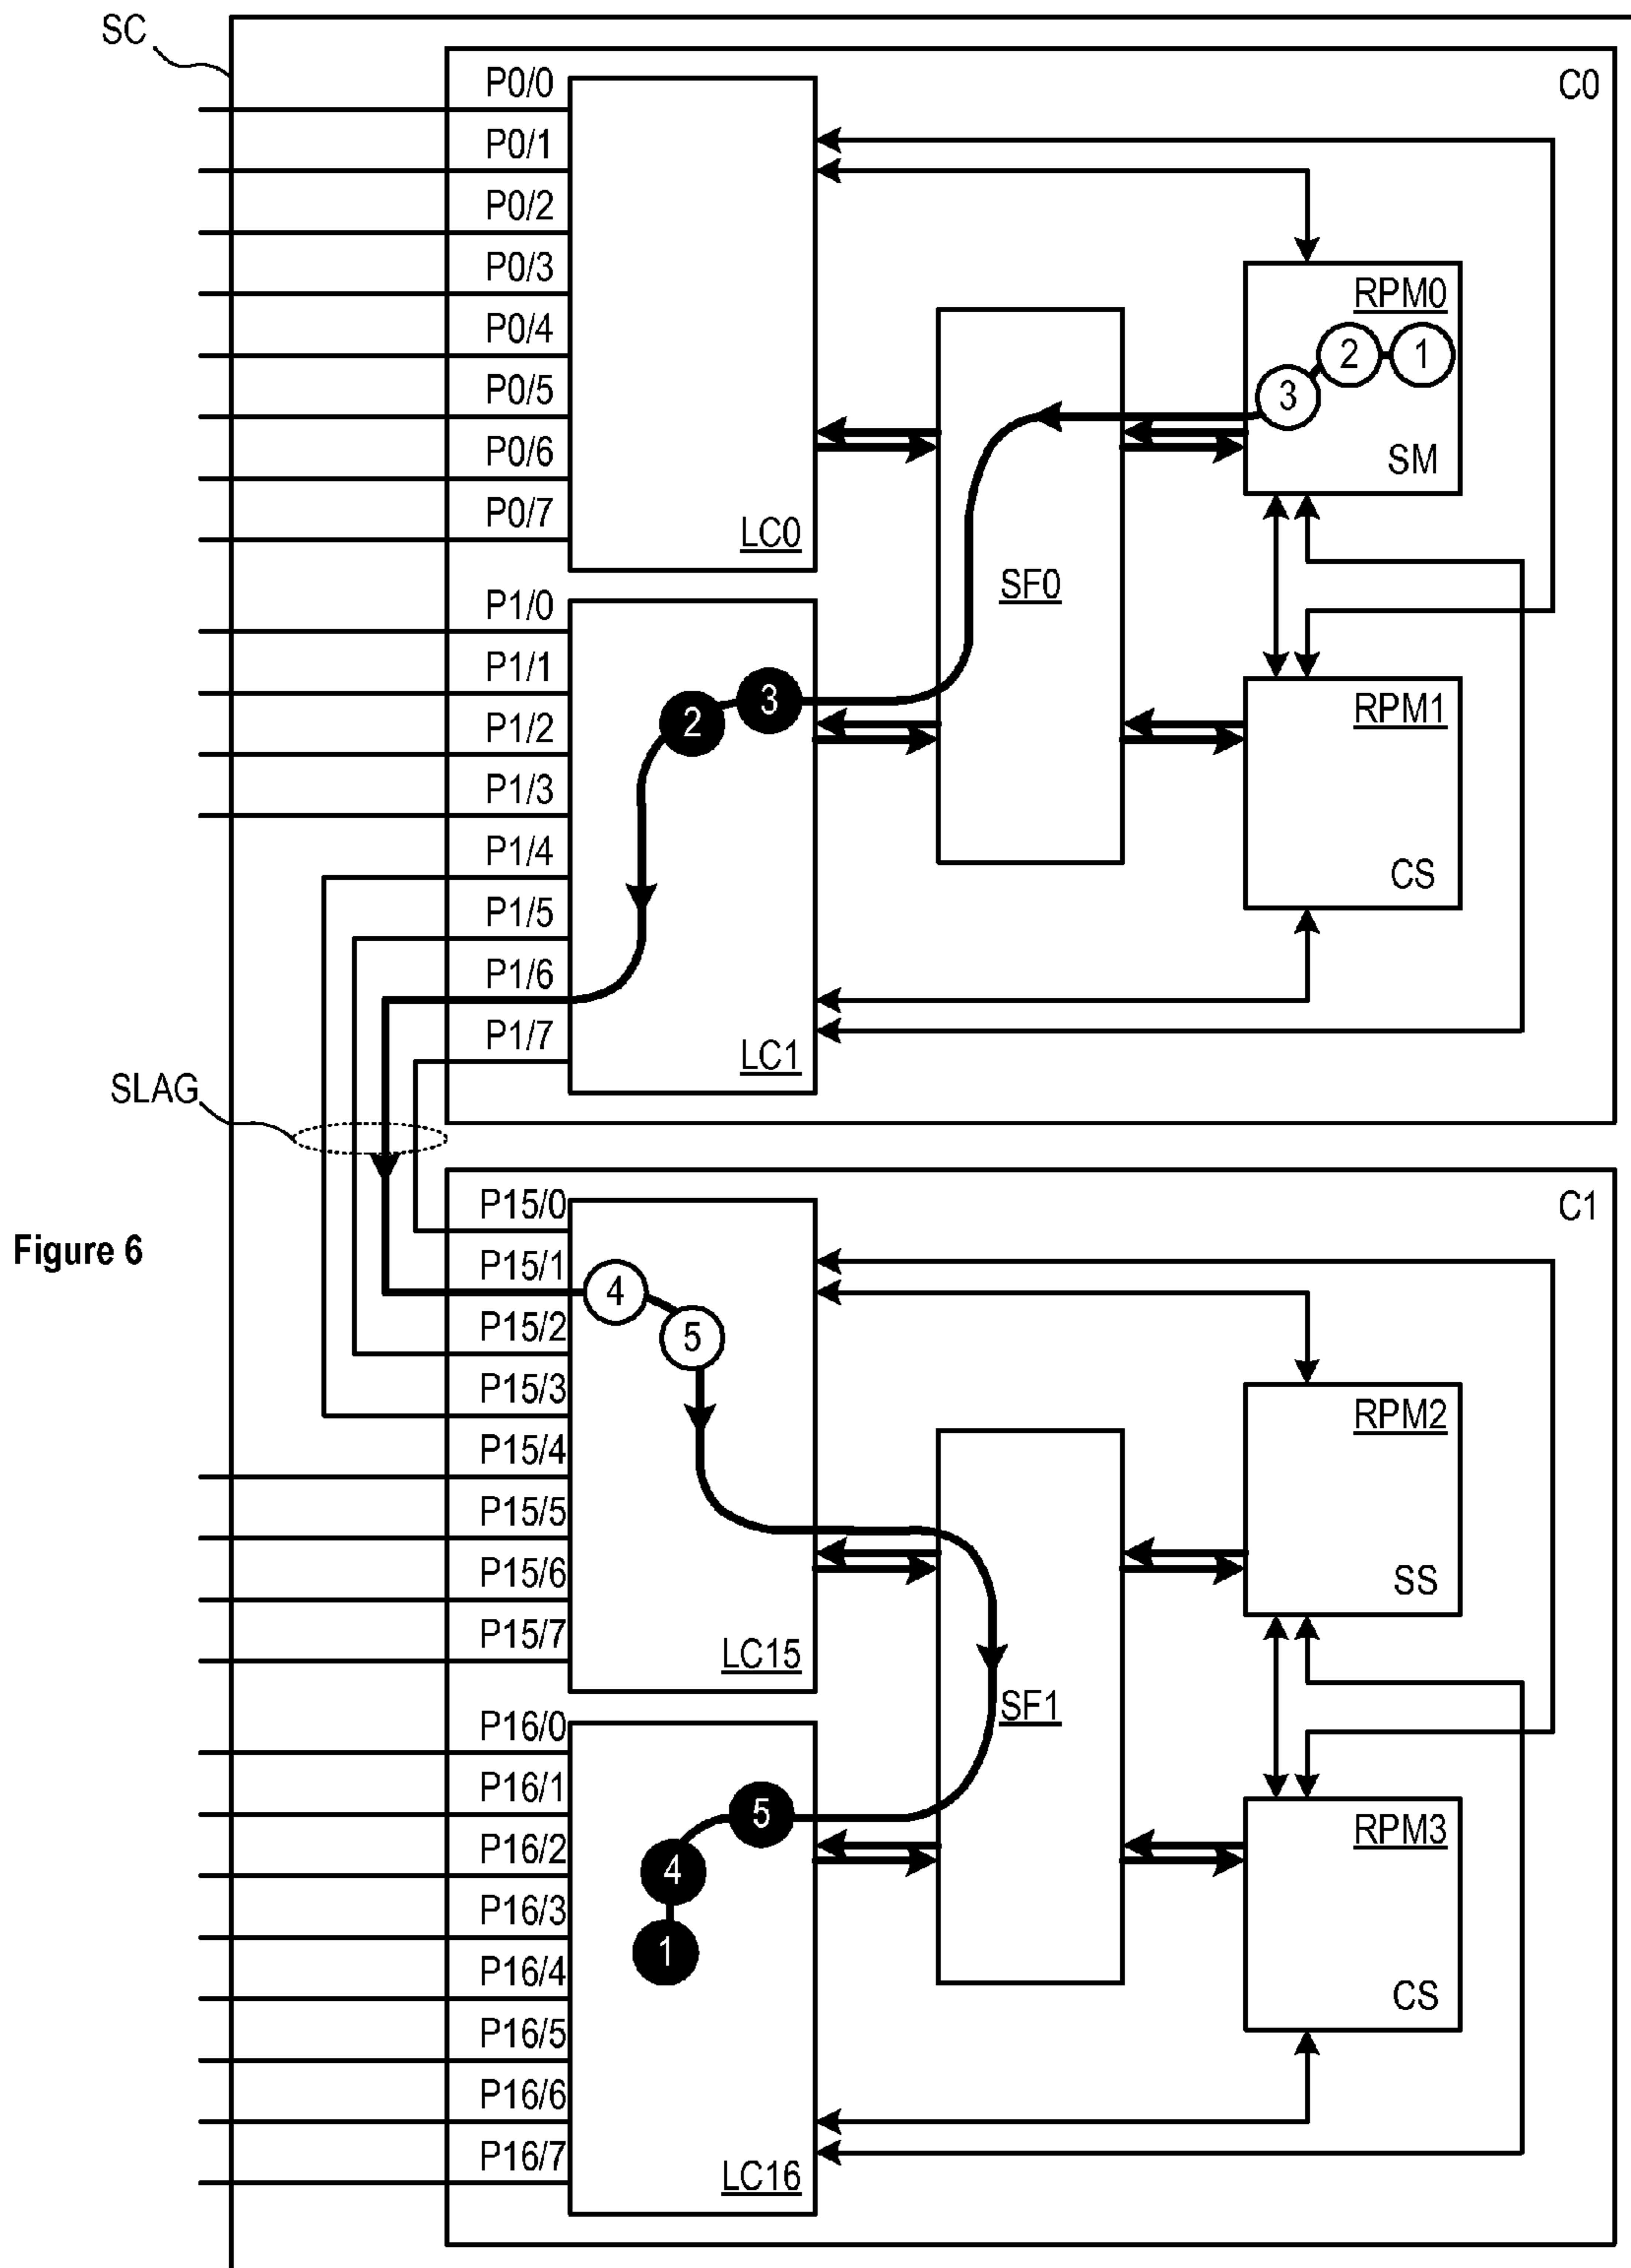 SC
C0
P0/0
P0/1
P0/2
P0/3
P0/4
P0/5
P0/6
P0/7
LC0
RPM0
1
2
3
SM
SF0
P1/0
P1/1
P1/2
P1/3
P1/4
P1/5
P1/6
P1/7
2
3
LC1
RPM1
CS
SLAG
Figure 6
C1
P15/0
P15/1
P15/2
P15/3
P15/4
P15/5
P15/6
P15/7
4
5
LC15
RPM2
SS
SF1
P16/0
P16/1
P16/2
P16/3
P16/4
P16/5
P16/6
P16/7
5
4
1
LC16
RPM3
CS